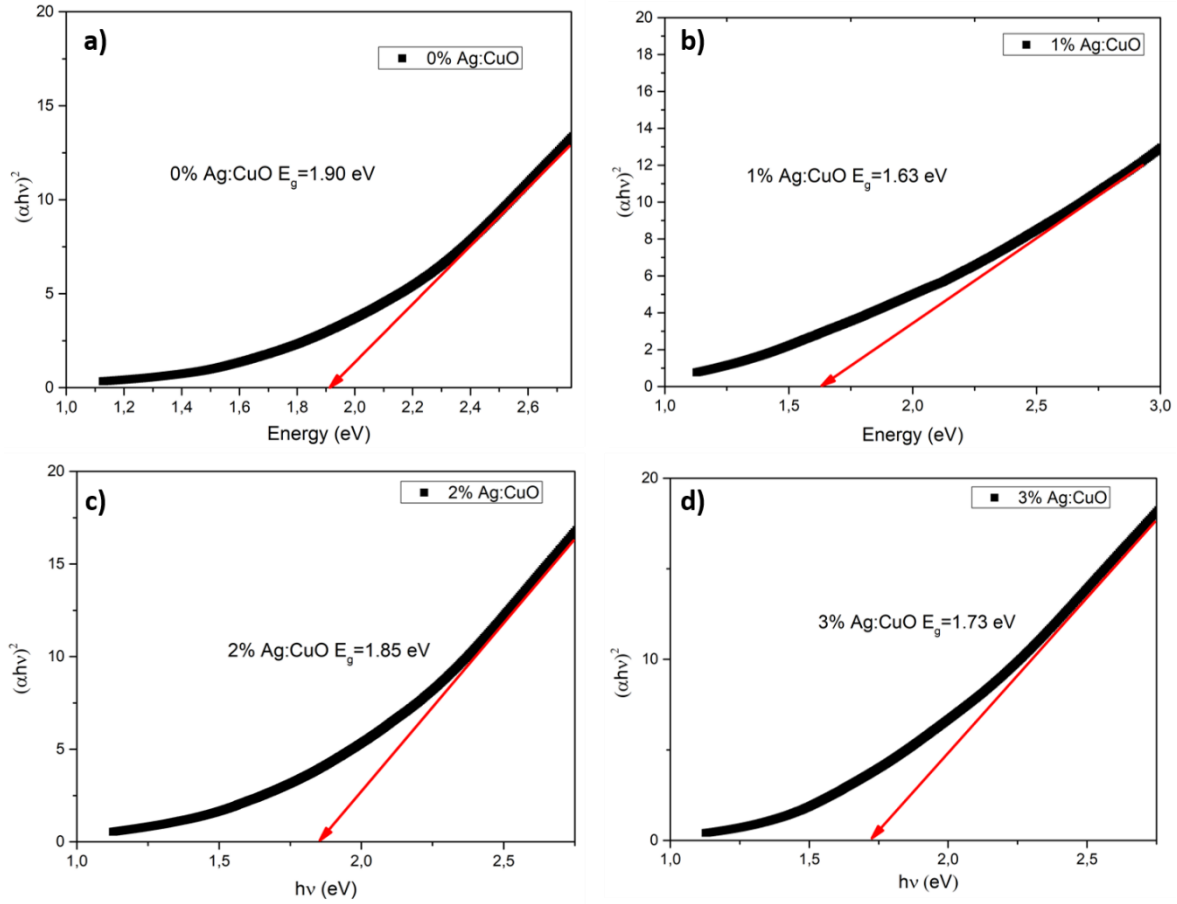 a)
0% Ag:CuO
0% Ag:CuO E_g=1.90 eV
(αhν)²
20
15
10
5
0
1,0 1,2 1,4 1,6 1,8 2,0 2,2 2,4 2,6
Energy (eV)
b)
1% Ag:CuO
1% Ag:CuO E_g=1.63 eV
(αhν)²
20
18
16
14
12
10
8
6
4
2
0
1,0 1,5 2,0 2,5 3,0
Energy (eV)
c)
2% Ag:CuO
2% Ag:CuO E_g=1.85 eV
(αhν)²
20
15
10
5
0
1,0 1,5 2,0 2,5
hν (eV)
d)
3% Ag:CuO
3% Ag:CuO E_g=1.73 eV
(αhν)²
20
10
0
1,0 1,5 2,0 2,5
hν (eV)